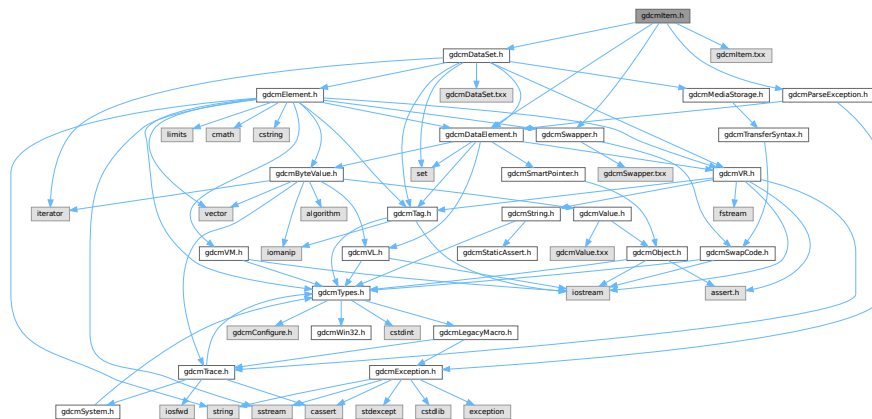 gdcmItem.h
gdcmDataSet.h
gdcmItem.txx
gdcmElement.h
gdcmDataSet.txx
gdcmMediaStorage.h
gdcmParseException.h
limits
cmath
cstring
gdcmDataElement.h
gdcmSwapper.h
gdcmTransferSyntax.h
gdcmByteValue.h
set
gdcmSmartPointer.h
gdcmSwapper.txx
gdcmVR.h
iterator
vector
algorithm
gdcmTag.h
gdcmString.h
gdcmValue.h
fstream
gdcmVM.h
iomanip
gdcmVL.h
gdcmStaticAssert.h
gdcmValue.txx
gdcmObject.h
gdcmSwapCode.h
gdcmTypes.h
iostream
assert.h
gdcmConfigure.h
gdcmWin32.h
cstdint
gdcmLegacyMacro.h
gdcmTrace.h
gdcmException.h
gdcmSystem.h
iosfwd
string
sstream
cassert
stdexcept
cstdlib
exception